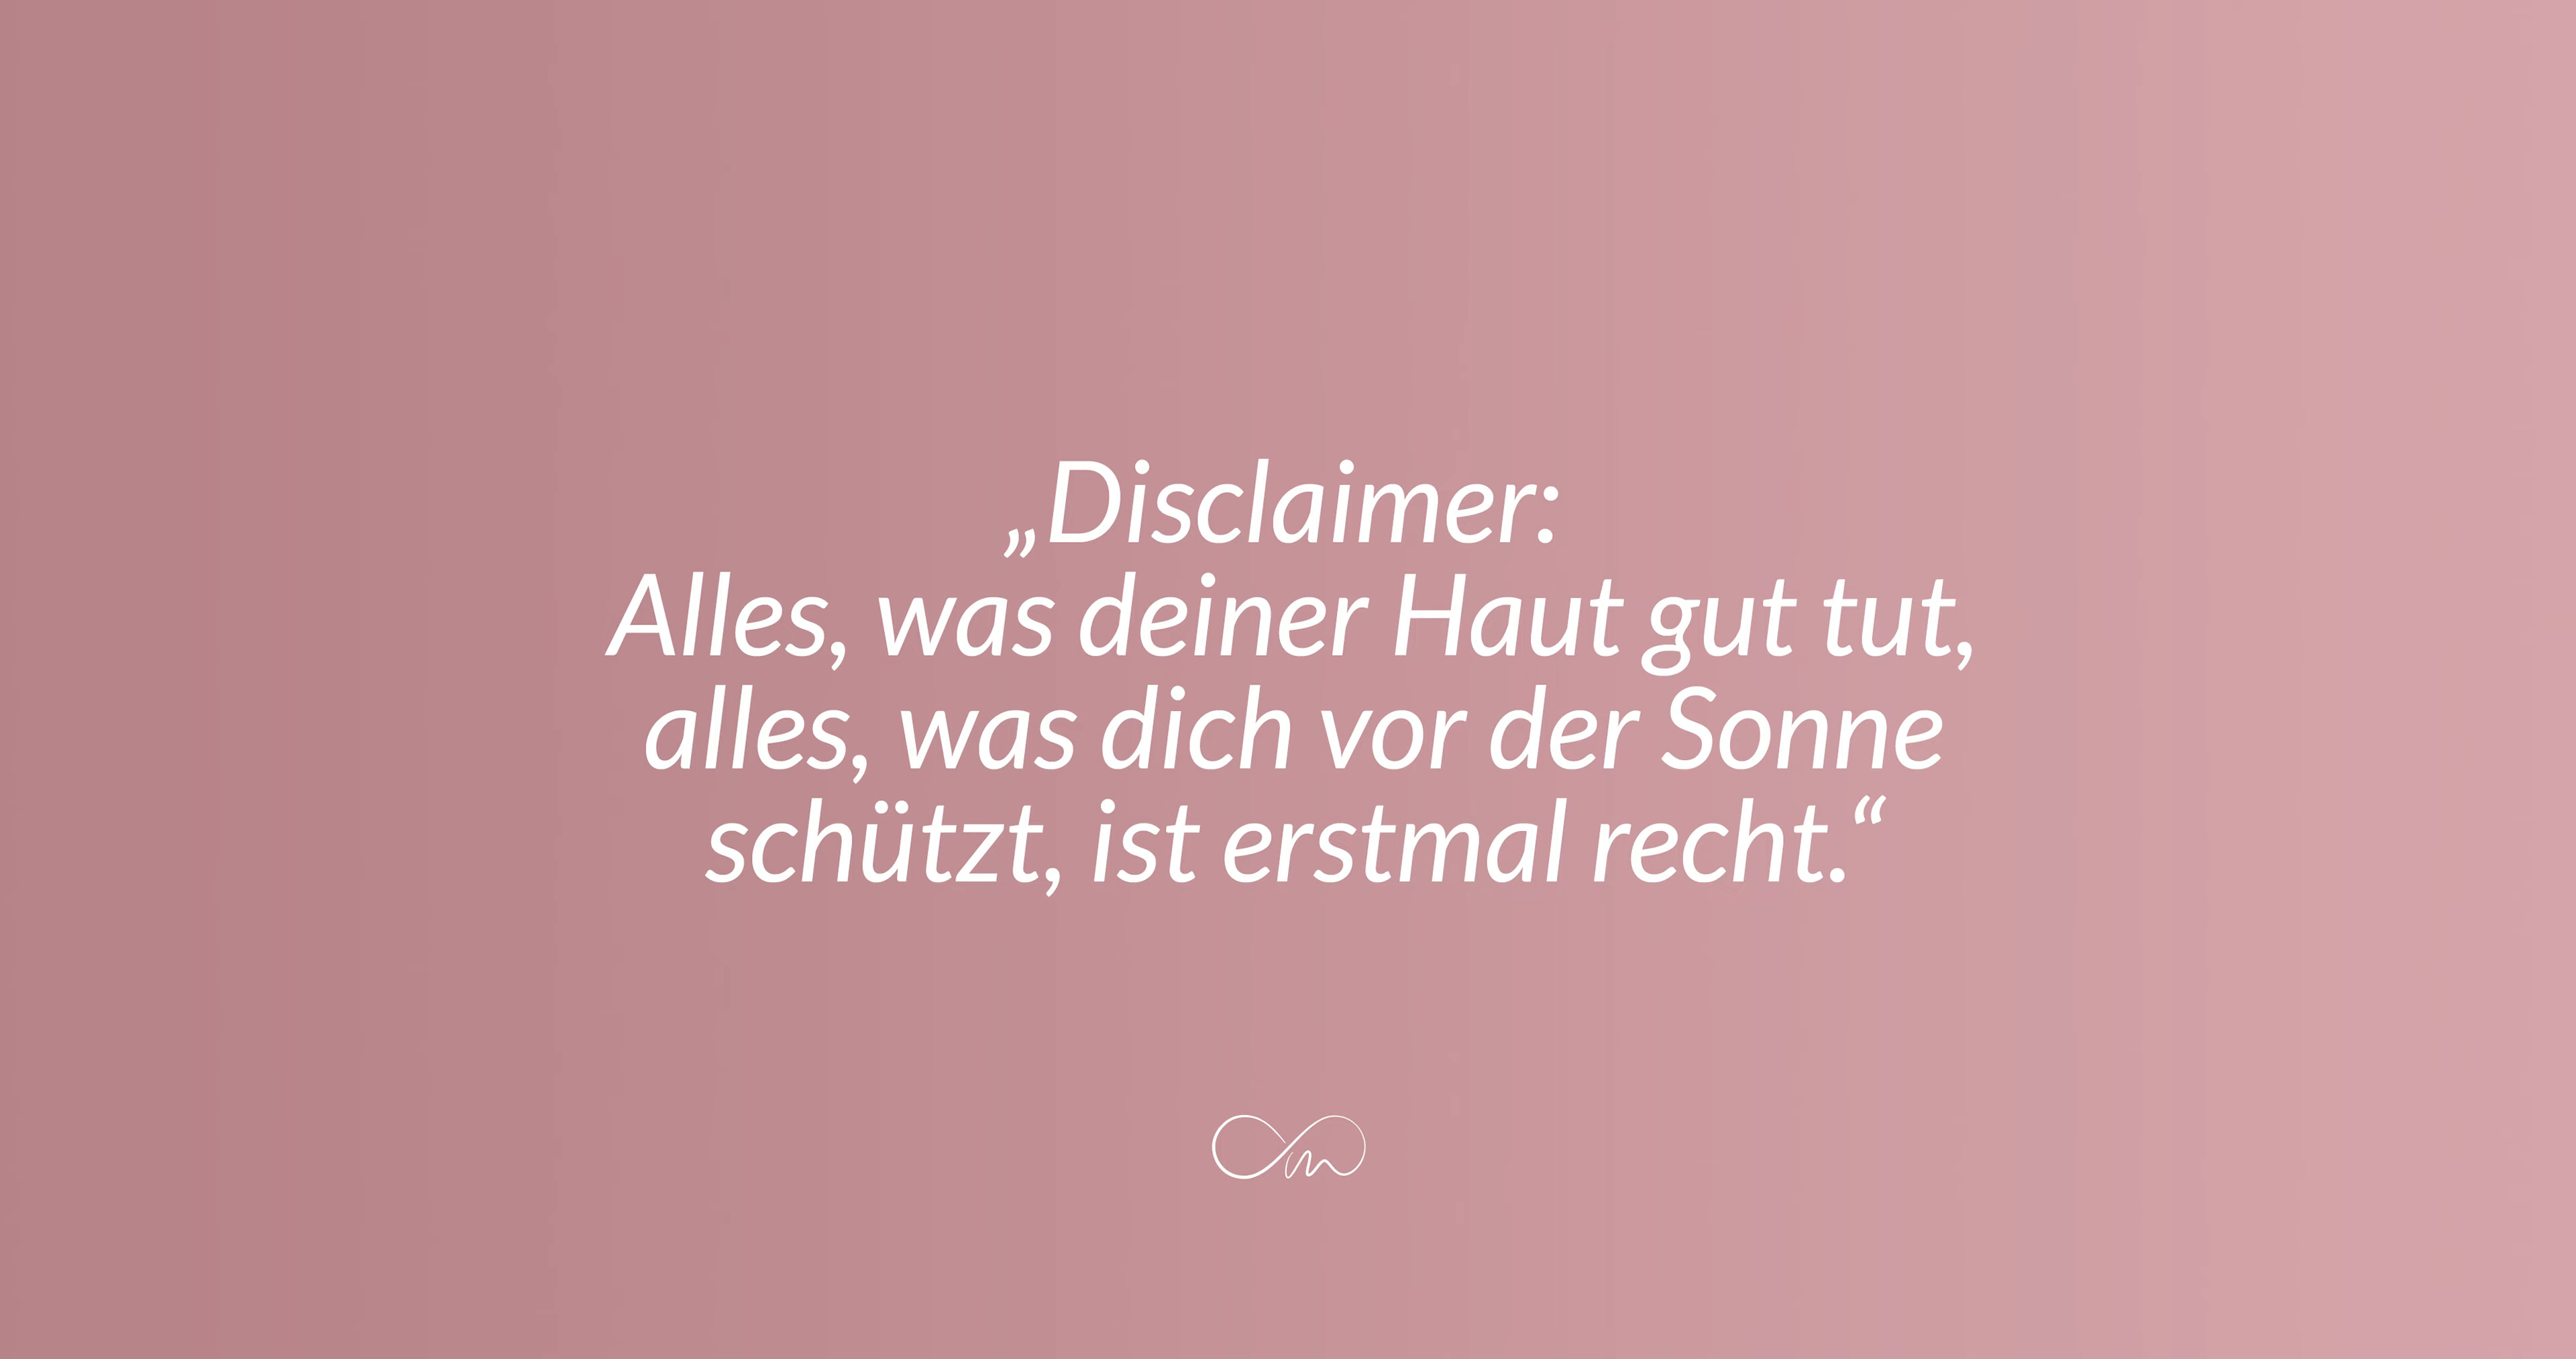 „Disclaimer:
Alles, was deiner Haut gut tut,
alles, was dich vor der Sonne
schützt, ist erstmal recht.“